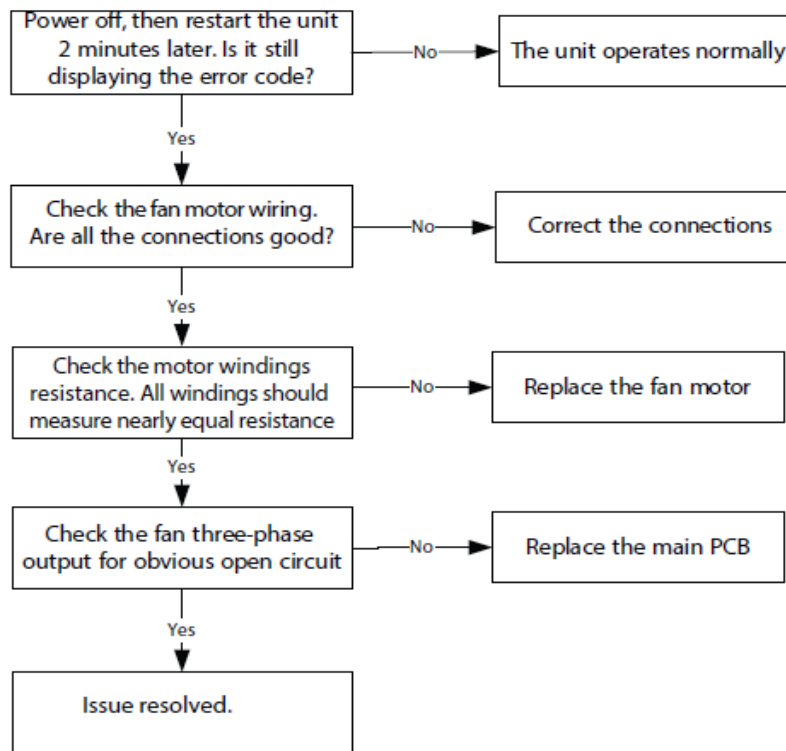 Power off, then restart the unit
2 minutes later. Is it still
displaying the error code?
No
The unit operates normally
Yes
Check the fan motor wiring.
Are all the connections good?
No
Correct the connections
Yes
Check the motor windings
resistance. All windings should
measure nearly equal resistance
No
Replace the fan motor
Yes
Check the fan three-phase
output for obvious open circuit
No
Replace the main PCB
Yes
Issue resolved.